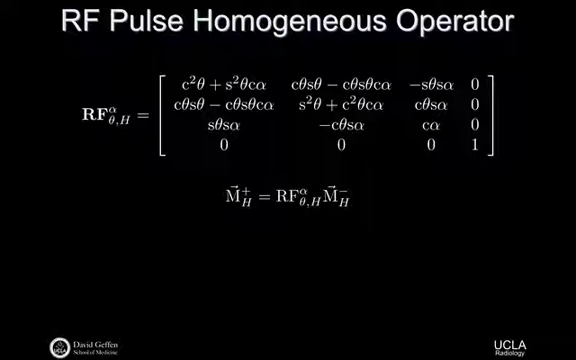 RF Pulse Homogeneous Operator
c²θ + s²θcα cθsθ − cθsθcα −sθsα 0
RF^α_θ,H = cθsθ − cθsθcα s²θ + c²θcα cθsα 0
sθsα −cθsα cα 0
0 0 0 1
M⃗⁺_H = RF^α_θ,H M⃗⁻_H
David Geffen
School of Medicine
UCLA
UCLA
Radiology